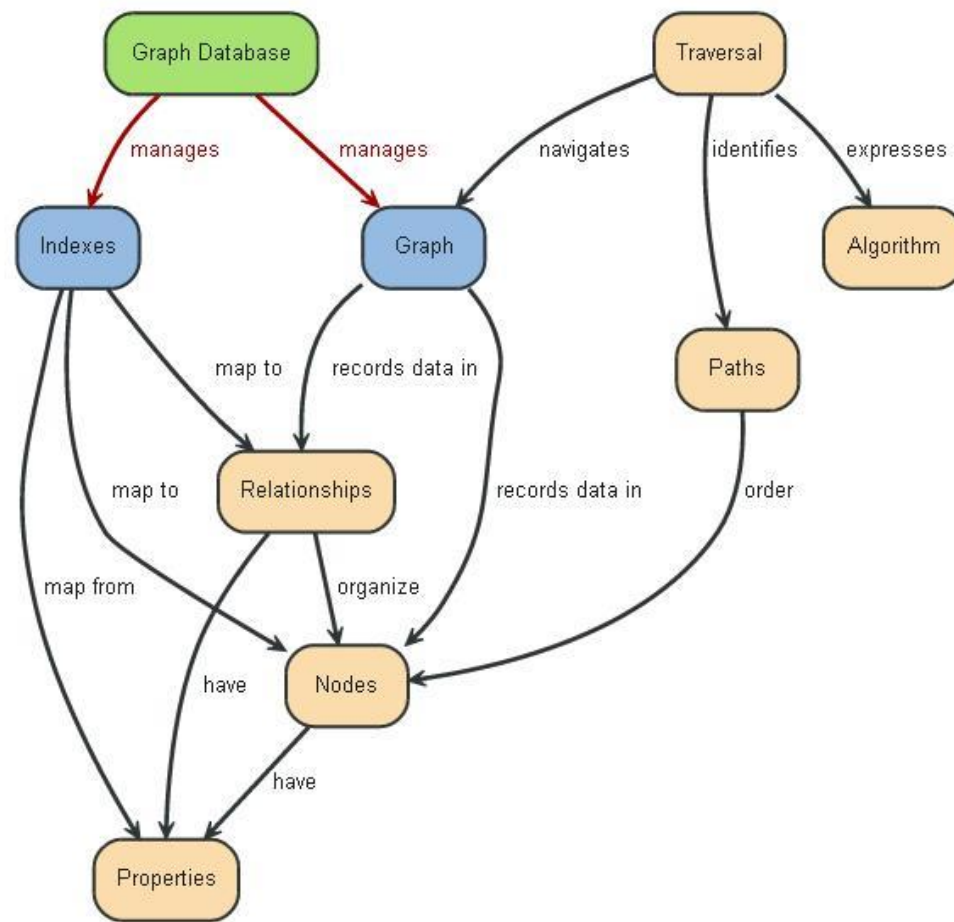 Graph Database
Traversal
manages
manages
navigates
identifies
expresses
Indexes
Graph
Algorithm
map to
records data in
Paths
map to
Relationships
records data in
order
map from
organize
have
Nodes
have
Properties